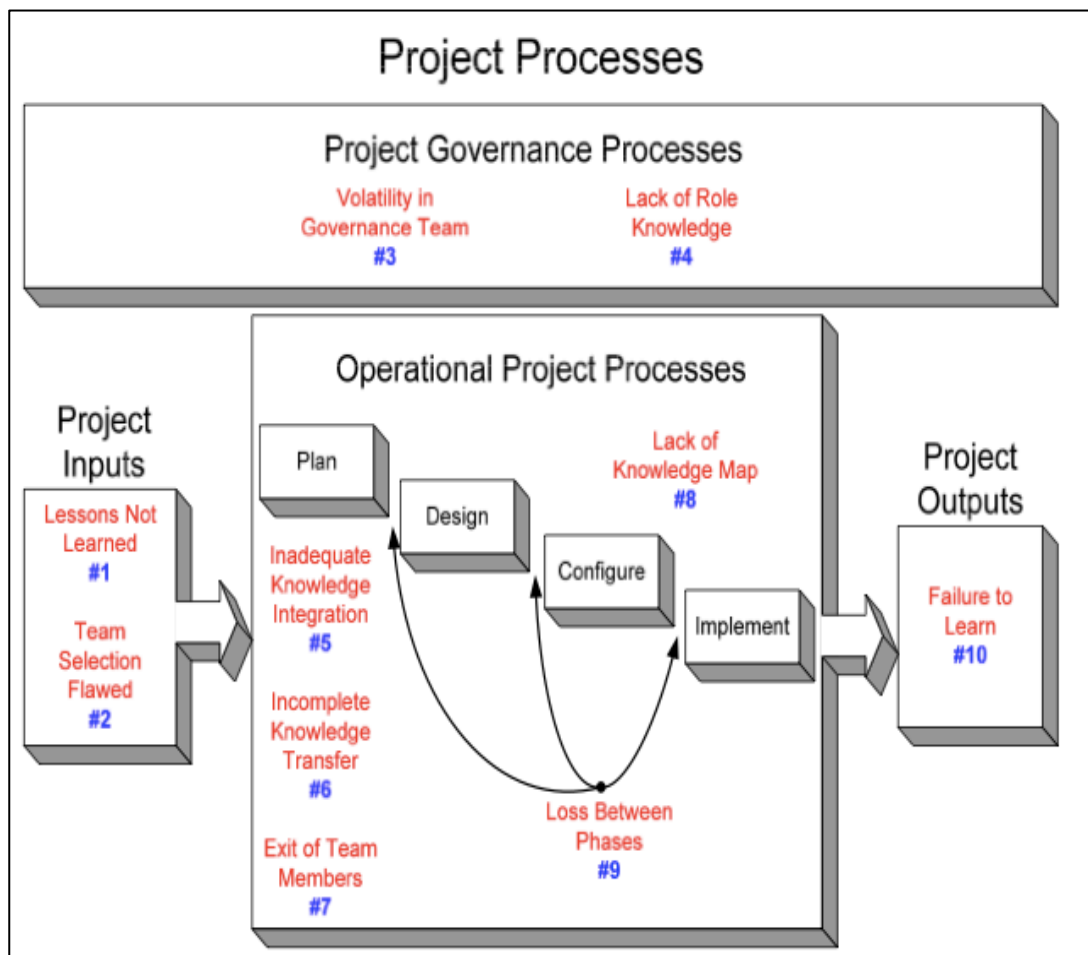 Project Processes
Project Governance Processes
Volatility in
Governance Team
#3
Lack of Role
Knowledge
#4
Project
Inputs
Lessons Not
Learned
#1
Team
Selection
Flawed
#2
Operational Project Processes
Plan
Design
Configure
Implement
Inadequate
Knowledge
Integration
#5
Incomplete
Knowledge
Transfer
#6
Exit of Team
Members
#7
Lack of
Knowledge Map
#8
Loss Between
Phases
#9
Project
Outputs
Failure to
Learn
#10